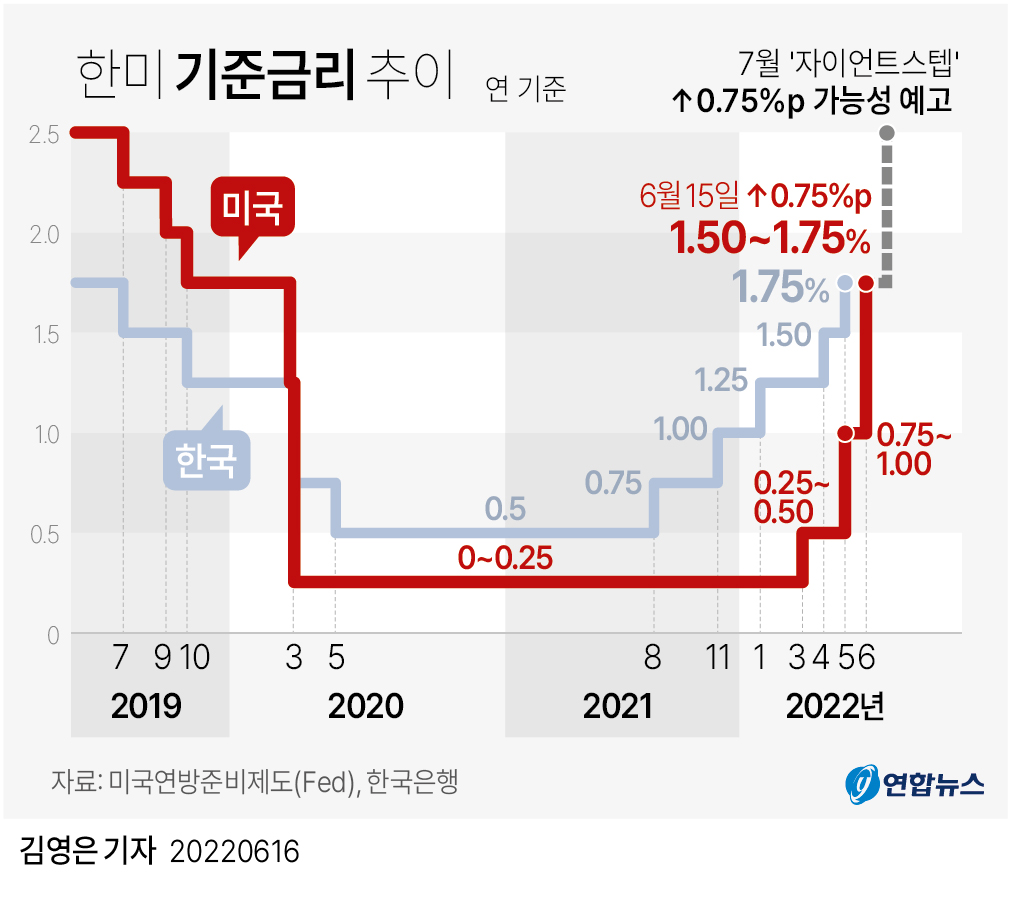 한미 기준금리 추이 연 기준
7월 '자이언트스텝'
↑0.75%p 가능성 예고
2.5
6월 15일 ↑0.75%p
1.50~1.75%
미국
2.0
1.75%
1.5
1.50
1.25
1.00
1.0
0.75~
1.00
한국
0.75
0.25~
0.50
0.5
0.5
0~0.25
0
7 9 10 3 5 8 11 1 3 4 5 6
2019 2020 2021 2022년
자료: 미국연방준비제도(Fed), 한국은행
y 연합뉴스
김영은 기자 20220616